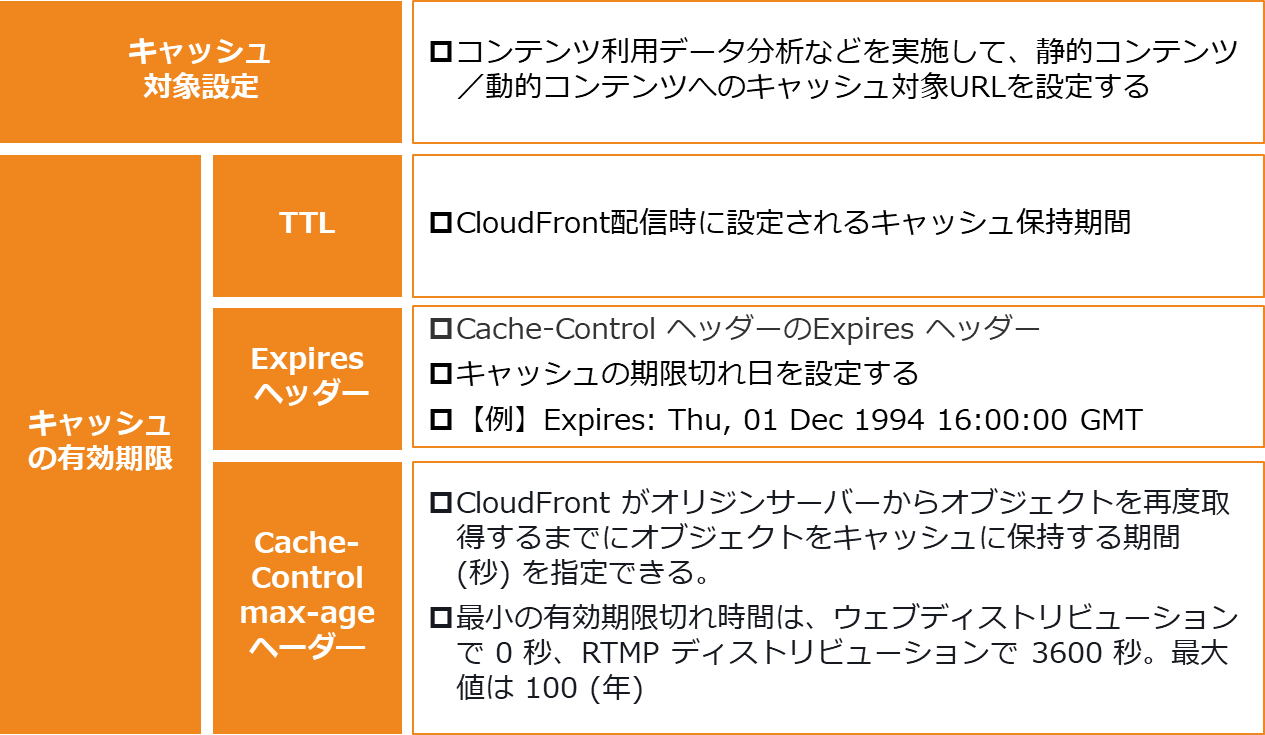 キャッシュ
対象設定
コンテンツ利用データ分析などを実施して、静的コンテンツ
／動的コンテンツへのキャッシュ対象URLを設定する
キャッシュ
の有効期限
TTL
CloudFront配信時に設定されるキャッシュ保持期間
Expires
ヘッダー
Cache-Control ヘッダーのExpires ヘッダー
キャッシュの期限切れ日を設定する
【例】Expires: Thu, 01 Dec 1994 16:00:00 GMT
Cache-
Control
max-age
ヘーダー
CloudFront がオリジンサーバーからオブジェクトを再度取
得するまでにオブジェクトをキャッシュに保持する期間
(秒) を指定できる。
最小の有効期限切れ時間は、ウェブディストリビューション
で 0 秒、RTMP ディストリビューションで 3600 秒。最大
値は 100 (年)